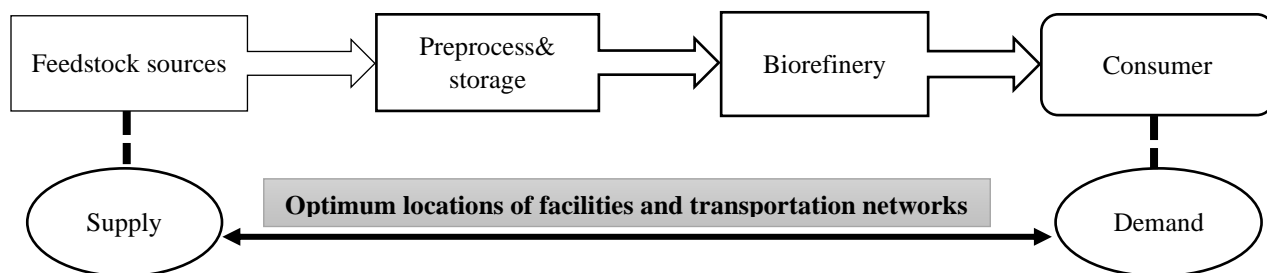 Feedstock sources
Preprocess&
storage
Biorefinery
Consumer
Optimum locations of facilities and transportation networks
Supply
Demand